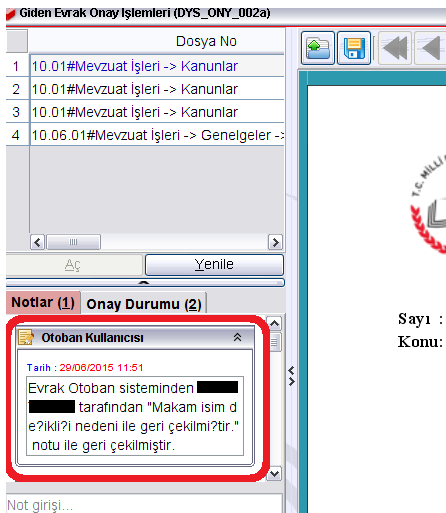 Giden Evrak Onay İşlemleri (DYS_ONY_002a)
Dosya No
1 10.01#Mevzuat İşleri -> Kanunlar
2 10.01#Mevzuat İşleri -> Kanunlar
3 10.01#Mevzuat İşleri -> Kanunlar
4 10.06.01#Mevzuat İşleri -> Genelgeler ->
Aç Yenile
Notlar (1) Onay Durumu (2)
Otoban Kullanıcısı
Tarih : 29/06/2015 11:51
Evrak Otoban sisteminden
tarafından "Makam isim d
e?ikli?i nedeni ile geri çekilmi?tir."
notu ile geri çekilmiştir.
Not girişi...
T.C. MİLLİ
Sayı :
Konu: